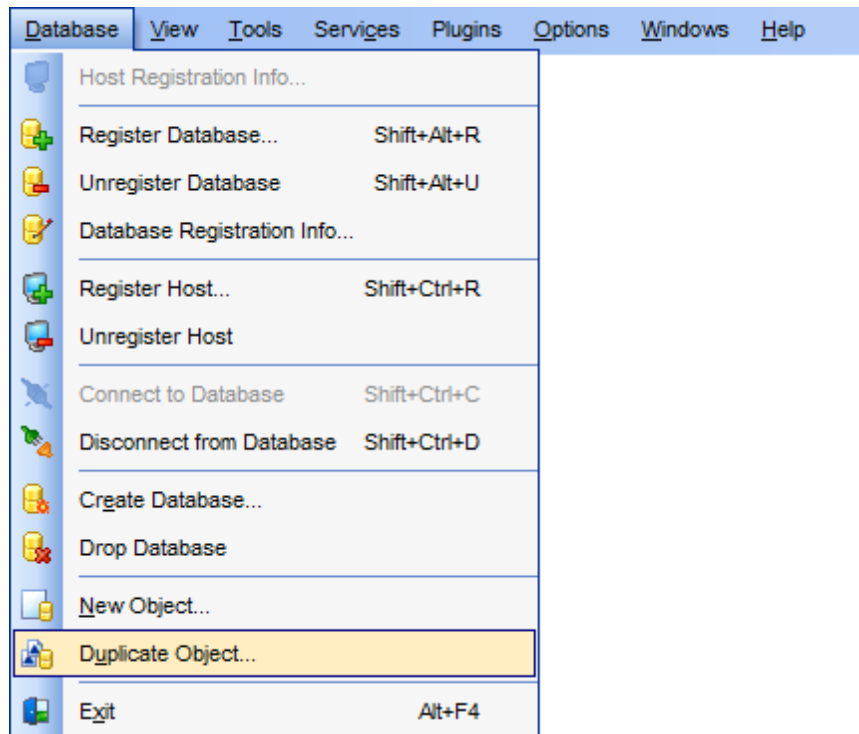 Database View Tools Services Plugins Options Windows Help
Host Registration Info...
Register Database... Shift+Alt+R
Unregister Database Shift+Alt+U
Database Registration Info...
Register Host... Shift+Ctrl+R
Unregister Host
Connect to Database Shift+Ctrl+C
Disconnect from Database Shift+Ctrl+D
Create Database...
Drop Database
New Object...
Duplicate Object...
Exit Alt+F4